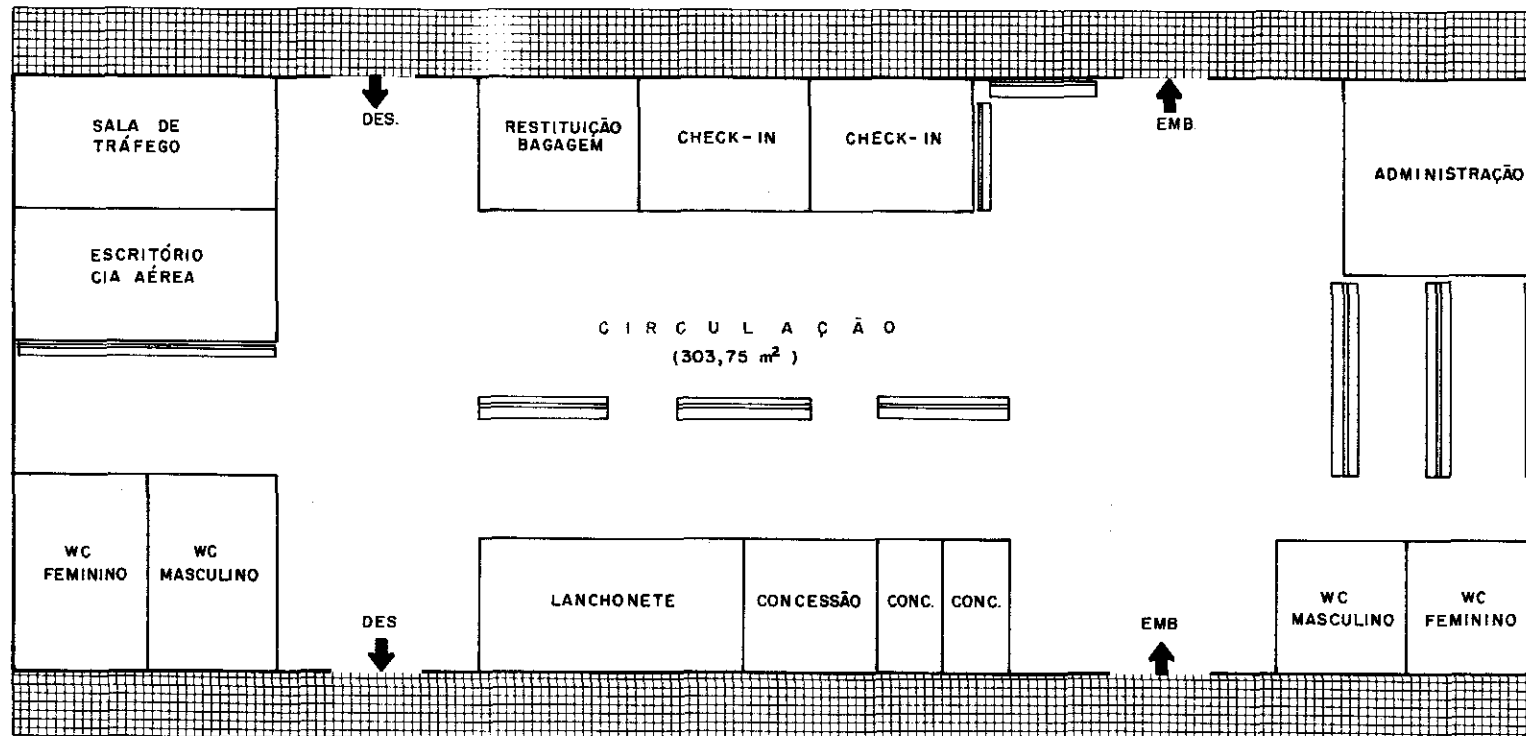 DES.
EMB.
SALA DE
TRÁFEGO
RESTITUIÇÃO
BAGAGEM
CHECK-IN
CHECK-IN
ADMINISTRAÇÃO
ESCRITÓRIO
CIA AÉREA
CIRCULAÇÃO
(303,75 m²)
WC
FEMININO
WC
MASCULINO
LANCHONETE
CONCESSÃO
CONC.
CONC.
WC
MASCULINO
WC
FEMININO
DES
EMB